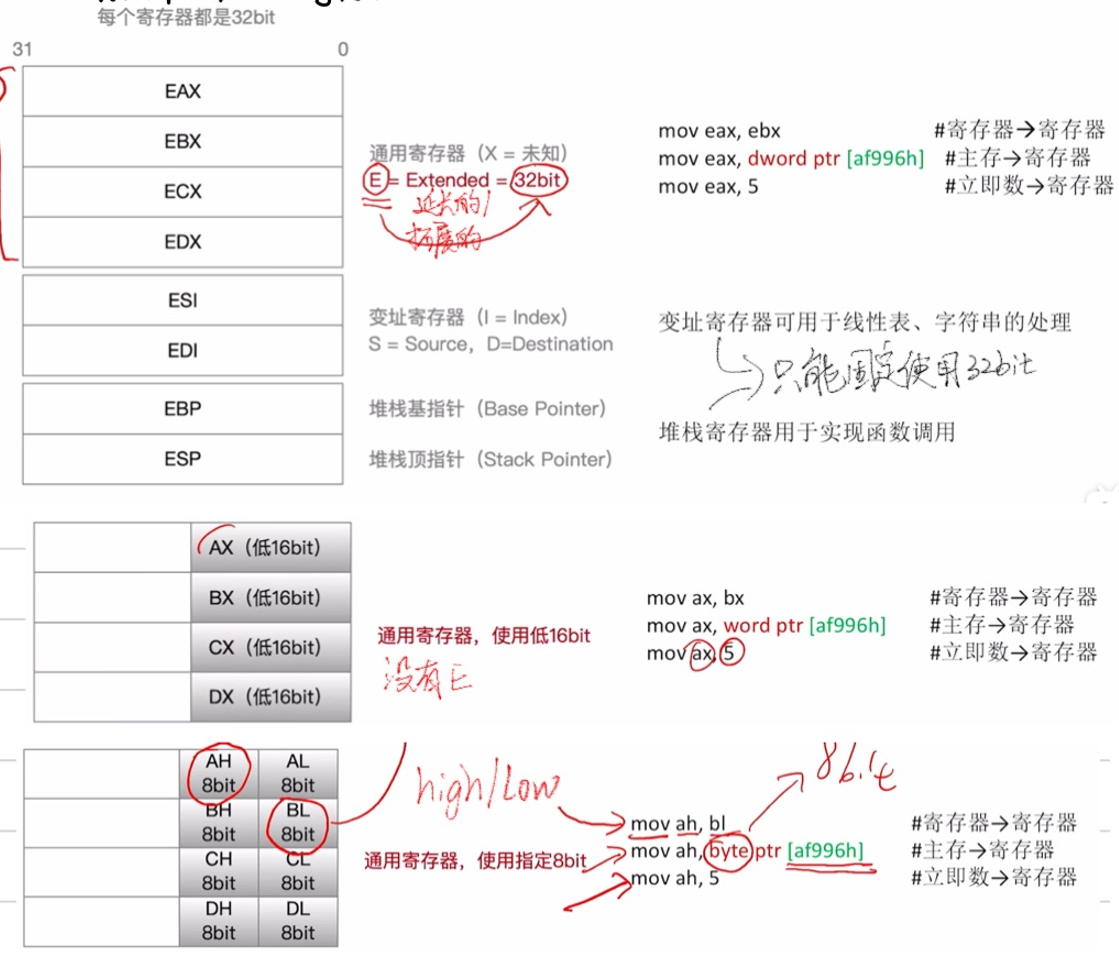 每个寄存器都是32bit
31 0
EAX
EBX
ECX
EDX
通用寄存器（X = 未知）
E = Extended = 32bit
延长的/
拓展的
mov eax, ebx #寄存器→寄存器
mov eax, dword ptr [af996h] #主存→寄存器
mov eax, 5 #立即数→寄存器
ESI
EDI
变址寄存器（I = Index）
S = Source，D=Destination
变址寄存器可用于线性表、字符串的处理
只能固定使用32bit
EBP
ESP
堆栈基指针（Base Pointer）
堆栈顶指针（Stack Pointer）
堆栈寄存器用于实现函数调用
AX（低16bit）
BX（低16bit）
CX（低16bit）
DX（低16bit）
通用寄存器，使用低16bit
没有E
mov ax, bx #寄存器→寄存器
mov ax, word ptr [af996h] #主存→寄存器
mov ax, 5 #立即数→寄存器
AH AL
8bit 8bit
BH BL
8bit 8bit
CH CL
8bit 8bit
DH DL
8bit 8bit
high/Low
8bit
通用寄存器，使用指定8bit
mov ah, bl #寄存器→寄存器
mov ah, byte ptr [af996h] #主存→寄存器
mov ah, 5 #立即数→寄存器